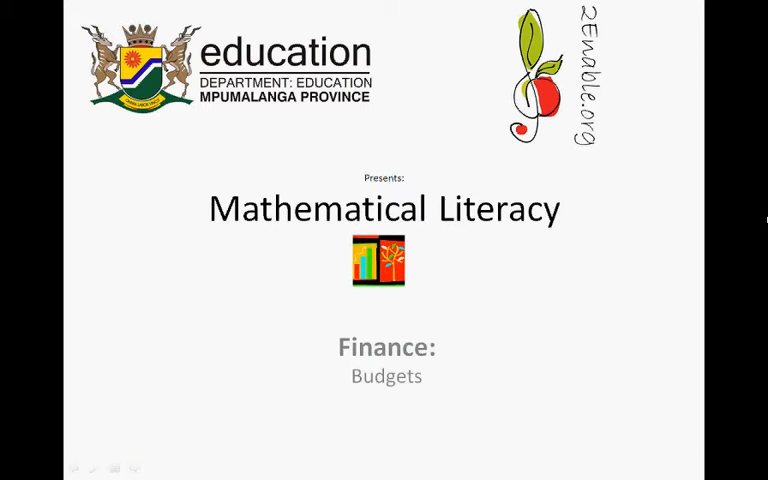 education
DEPARTMENT: EDUCATION
MPUMALANGA PROVINCE
2Enable.org
Presents:
Mathematical Literacy
Finance:
Budgets